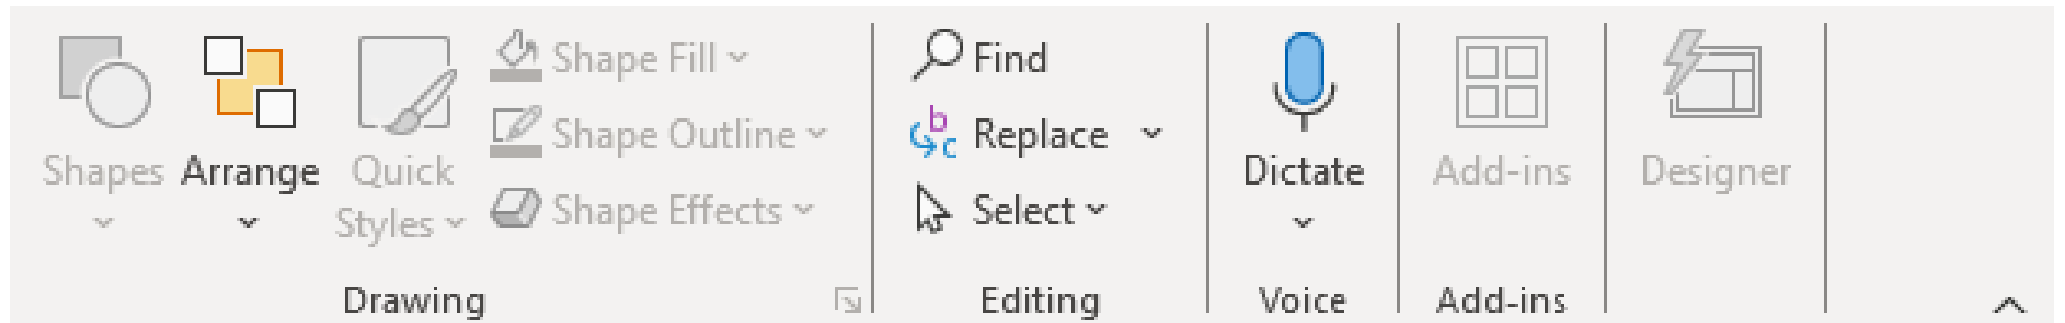 Shapes
Arrange
Quick
Styles
Shape Fill
Shape Outline
Shape Effects
Drawing
Find
b
c
Replace
Select
Editing
Dictate
Voice
Add-ins
Add-ins
Designer